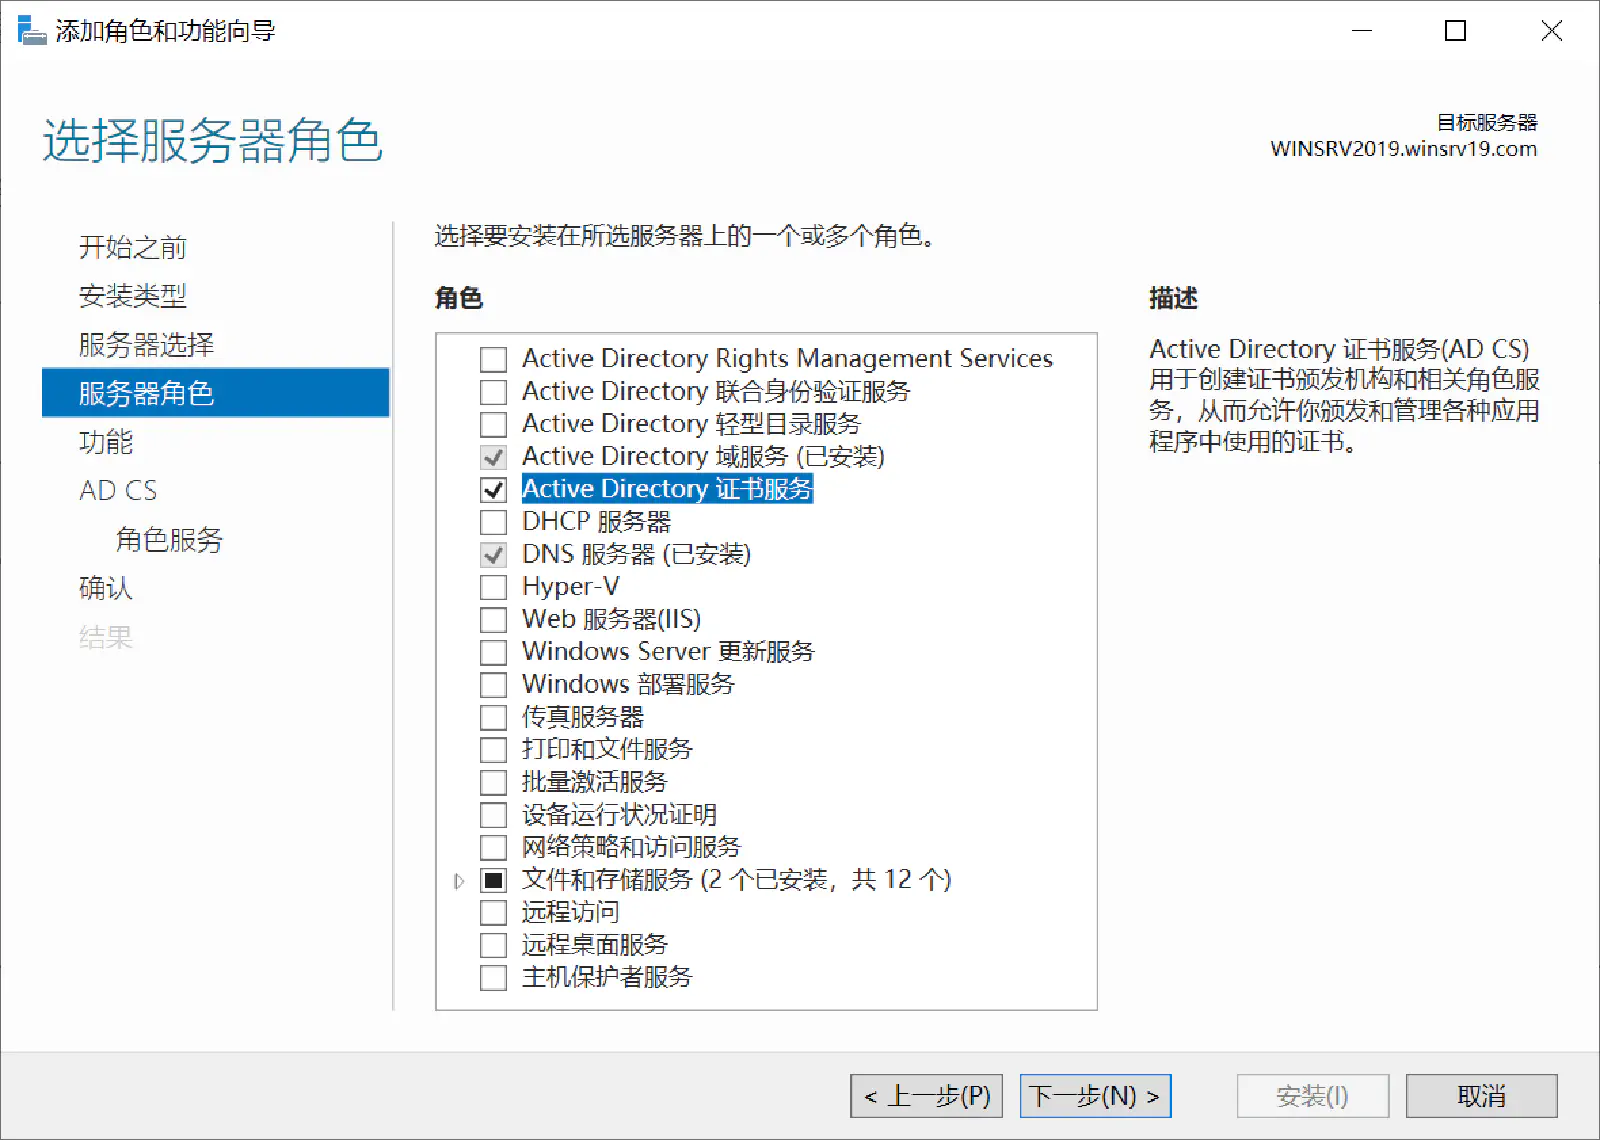 添加角色和功能向导
选择服务器角色
目标服务器
WINSRV2019.winsrv19.com
开始之前
安装类型
服务器选择
服务器角色
功能
AD CS
角色服务
确认
结果
选择要安装在所选服务器上的一个或多个角色。
角色
Active Directory Rights Management Services
Active Directory 联合身份验证服务
Active Directory 轻型目录服务
Active Directory 域服务 (已安装)
Active Directory 证书服务
DHCP 服务器
DNS 服务器 (已安装)
Hyper-V
Web 服务器(IIS)
Windows Server 更新服务
Windows 部署服务
传真服务器
打印和文件服务
批量激活服务
设备运行状况证明
网络策略和访问服务
文件和存储服务 (2 个已安装，共 12 个)
远程访问
远程桌面服务
主机保护者服务
描述
Active Directory 证书服务(AD CS)
用于创建证书颁发机构和相关角色服
务，从而允许你颁发和管理各种应用
程序中使用的证书。
< 上一步(P)
下一步(N) >
安装(I)
取消